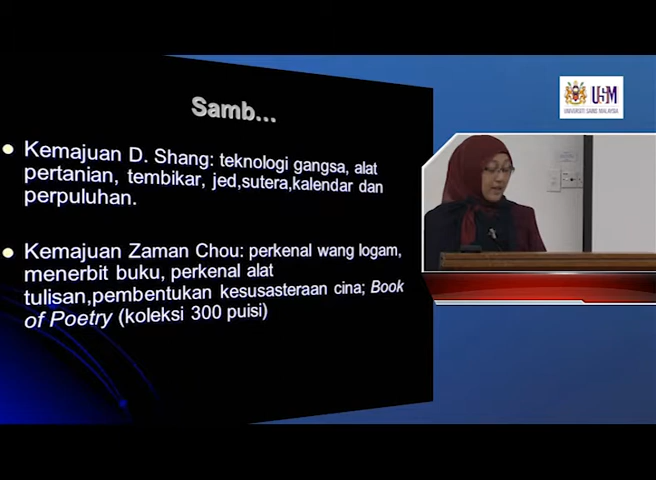 Samb...
Kemajuan D. Shang: teknologi gangsa, alat
pertanian, tembikar, jed,sutera,kalendar dan
perpuluhan.
Kemajuan Zaman Chou: perkenal wang logam,
menerbit buku, perkenal alat
tulisan,pembentukan kesusasteraan cina; Book
of Poetry (koleksi 300 puisi)
USM
UNIVERSITI SAINS MALAYSIA